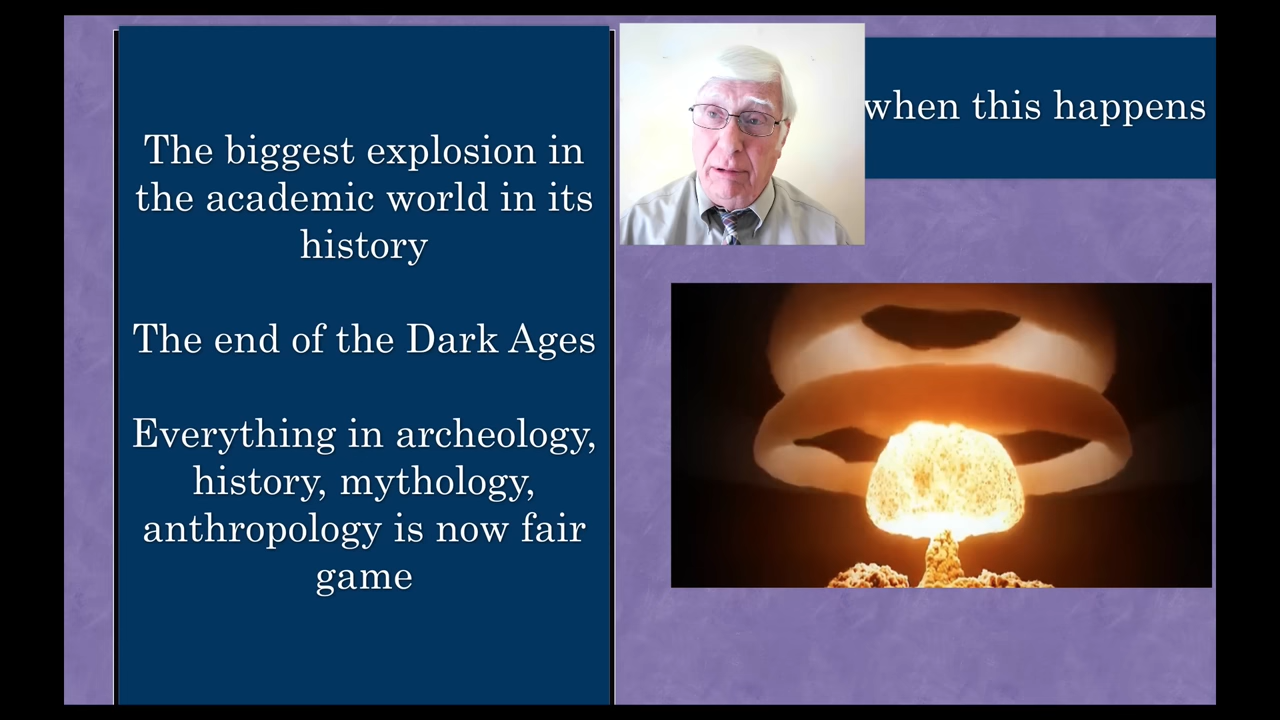 The biggest explosion in
the academic world in its
history
The end of the Dark Ages
Everything in archeology,
history, mythology,
anthropology is now fair
game
when this happens